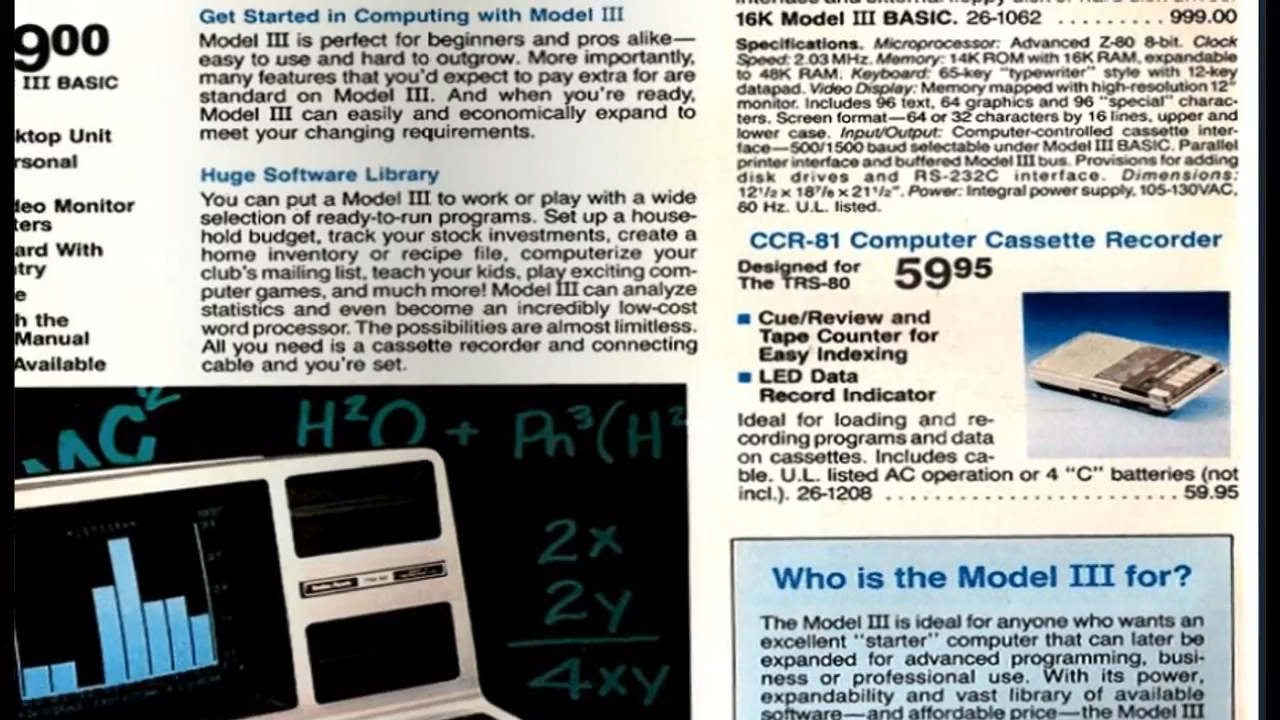 900
III BASIC
ktop Unit
rsonal
deo Monitor
ters
ard With
try
e
h the
Manual
Available
Get Started in Computing with Model III
Model III is perfect for beginners and pros alike—
easy to use and hard to outgrow. More importantly,
many features that you'd expect to pay extra for are
standard on Model III. And when you're ready,
Model III can easily and economically expand to
meet your changing requirements.
Huge Software Library
You can put a Model III to work or play with a wide
selection of ready-to-run programs. Set up a house-
hold budget, track your stock investments, create a
home inventory or recipe file, computerize your
club's mailing list, teach your kids, play exciting com-
puter games, and much more! Model III can analyze
statistics and even become an incredibly low-cost
word processor. The possibilities are almost limitless.
All you need is a cassette recorder and connecting
cable and you're set.
MC²
H²O + Ph³(H²
2x
2y
4xy
HISTOGRAM
16K Model III BASIC. 26-1062 ......... 999.00
Specifications. Microprocessor: Advanced Z-80 8-bit. Clock
Speed: 2.03 MHz. Memory: 14K ROM with 16K RAM, expandable
to 48K RAM. Keyboard: 65-key "typewriter" style with 12-key
datapad. Video Display: Memory mapped with high-resolution 12"
monitor. Includes 96 text, 64 graphics and 96 "special" charac-
ters. Screen format—64 or 32 characters by 16 lines, upper and
lower case. Input/Output: Computer-controlled cassette inter-
face—500/1500 baud selectable under Model III BASIC. Parallel
printer interface and buffered Model III bus. Provisions for adding
disk drives and RS-232C interface. Dimensions:
12½ x 18⅞ x 21½". Power: Integral power supply, 105-130VAC,
60 Hz. U.L. listed.
CCR-81 Computer Cassette Recorder
Designed for
The TRS-80
5995
Cue/Review and
Tape Counter for
Easy Indexing
LED Data
Record Indicator
Ideal for loading and re-
cording programs and data
on cassettes. Includes ca-
ble. U.L. listed AC operation or 4 "C" batteries (not
incl.). 26-1208 ........................... 59.95
Who is the Model III for?
The Model III is ideal for anyone who wants an
excellent "starter" computer that can later be
expanded for advanced programming, busi-
ness or professional use. With its power,
expandability and vast library of available
software—and affordable price—the Model III